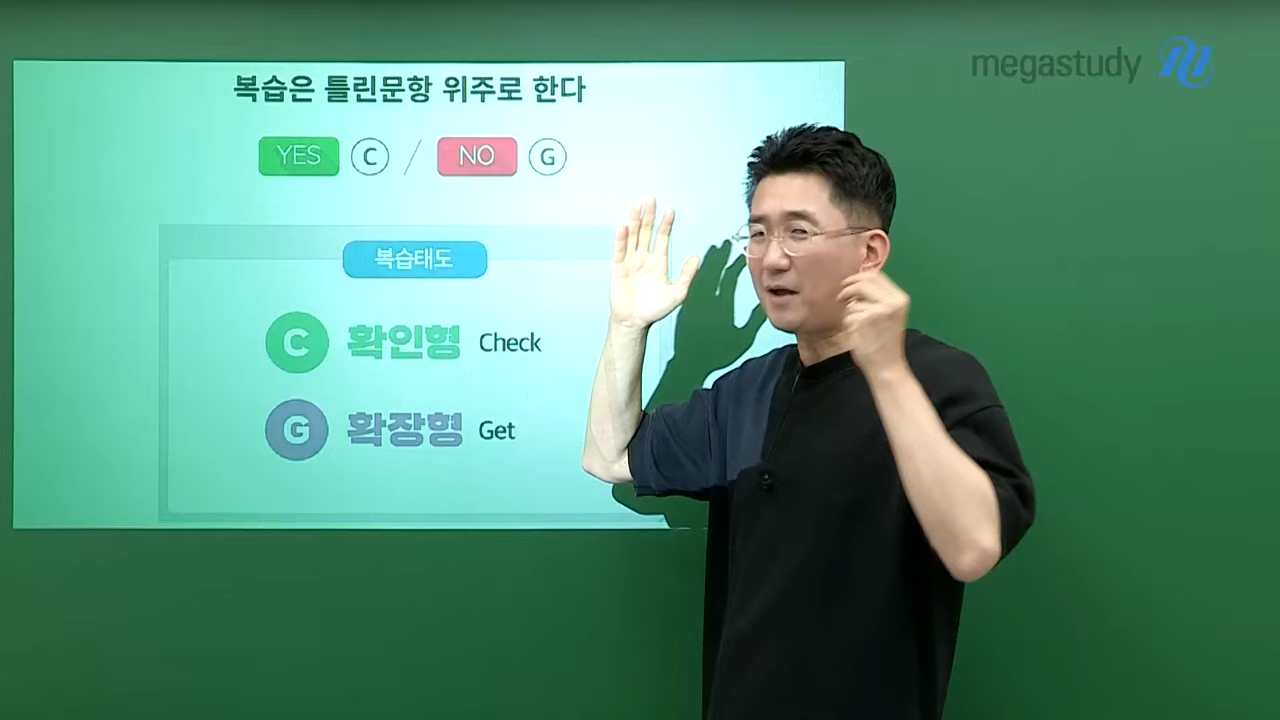 megastudy
복습은 틀린문항 위주로 한다
YES C / NO G
복습태도
C 확인형 Check
G 확장형 Get